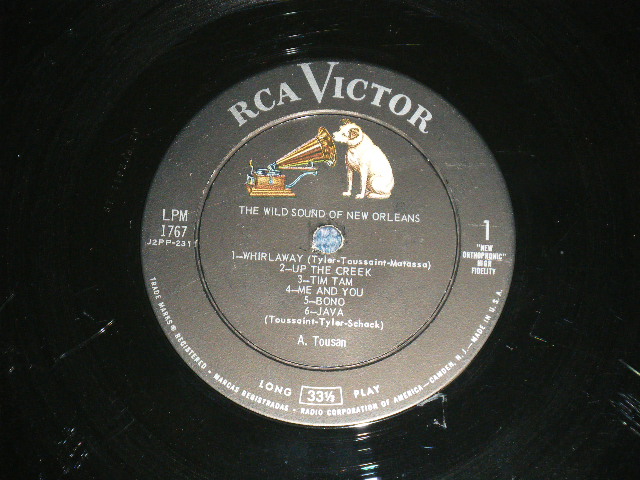 RCA VICTOR
THE WILD SOUND OF NEW ORLEANS
LPM
1767
J2PP-2311
1
"NEW
ORTHOPHONIC"
HIGH
FIDELITY
1—WHIRLAWAY (Tyler-Toussaint-Matassa)
2—UP THE CREEK
3—TIM TAM
4—ME AND YOU
5—BONO
6—JAVA
(Toussaint-Tyler-Schack)
A. Tousan
LONG 33⅓ PLAY
TRADE MARKS ® REGISTERED • MARCAS REGISTRADAS • RADIO CORPORATION OF AMERICA—CAMDEN, N. J.—MADE IN U.S.A.